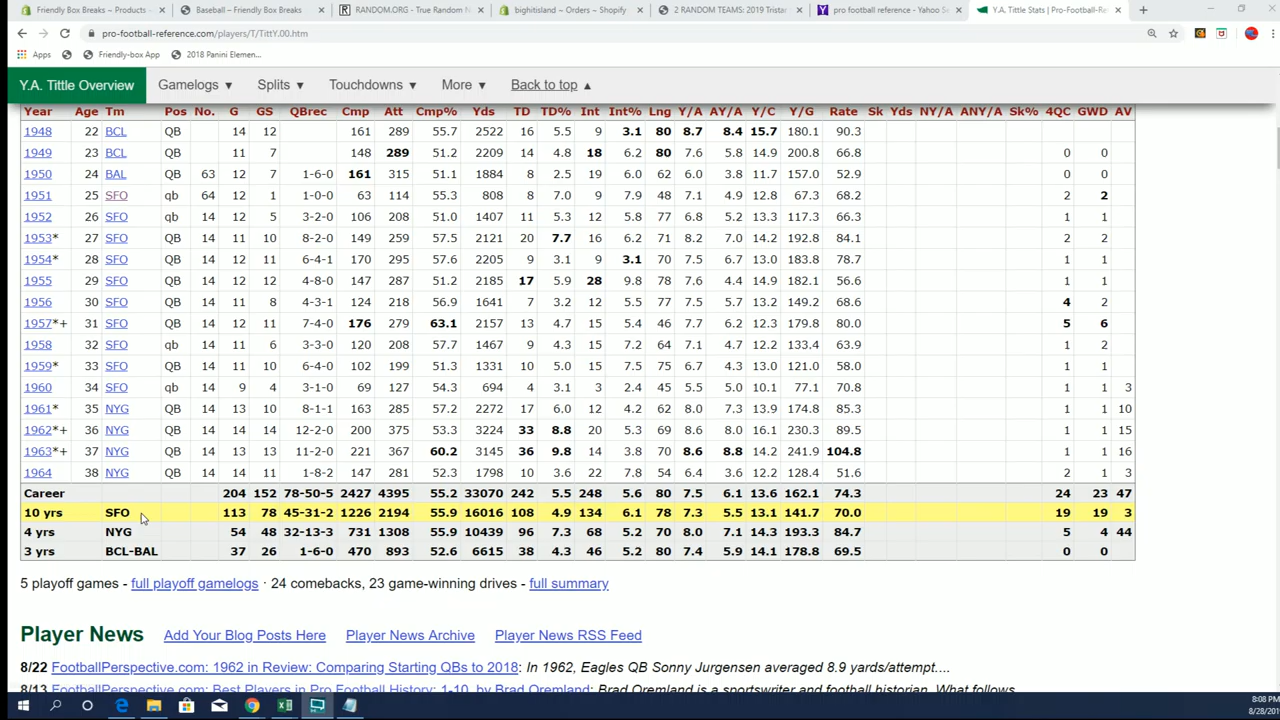 Friendly Box Breaks ~ Products ~
Baseball – Friendly Box Breaks
RANDOM.ORG - True Random N
bighitisland ~ Orders ~ Shopify
2 RANDOM TEAMS: 2019 Tristar
pro football reference - Yahoo Se
Y.A. Tittle Stats | Pro-Football-Re
pro-football-reference.com/players/T/TittY.00.htm
Apps
Friendly-box App
2018 Panini Elemen...
Y.A. Tittle Overview Gamelogs ▼ Splits ▼ Touchdowns ▼ More ▼ Back to top ▲
Year Age Tm Pos No. G GS QBrec Cmp Att Cmp% Yds TD TD% Int Int% Lng Y/A AY/A Y/C Y/G Rate Sk Yds NY/A ANY/A Sk% 4QC GWD AV
1948 22 BCL QB 14 12 161 289 55.7 2522 16 5.5 9 3.1 80 8.7 8.4 15.7 180.1 90.3
1949 23 BCL QB 11 7 148 289 51.2 2209 14 4.8 18 6.2 80 7.6 5.8 14.9 200.8 66.8 0 0
1950 24 BAL QB 63 12 7 1-6-0 161 315 51.1 1884 8 2.5 19 6.0 62 6.0 3.8 11.7 157.0 52.9 0 0
1951 25 SFO qb 64 12 1 1-0-0 63 114 55.3 808 8 7.0 9 7.9 48 7.1 4.9 12.8 67.3 68.2 2 2
1952 26 SFO QB 14 12 5 3-2-0 106 208 51.0 1407 11 5.3 12 5.8 77 6.8 5.2 13.3 117.3 66.3 1 1
1953* 27 SFO QB 14 11 10 8-2-0 149 259 57.5 2121 20 7.7 16 6.2 71 8.2 7.0 14.2 192.8 84.1 2 2
1954* 28 SFO QB 14 12 11 6-4-1 170 295 57.6 2205 9 3.1 9 3.1 70 7.5 6.7 13.0 183.8 78.7 1 1
1955 29 SFO QB 14 12 12 4-8-0 147 287 51.2 2185 17 5.9 28 9.8 78 7.6 4.4 14.9 182.1 56.6 1 1
1956 30 SFO QB 14 11 8 4-3-1 124 218 56.9 1641 7 3.2 12 5.5 77 7.5 5.7 13.2 149.2 68.6 4 2
1957*+ 31 SFO QB 14 12 11 7-4-0 176 279 63.1 2157 13 4.7 15 5.4 46 7.7 6.2 12.3 179.8 80.0 5 6
1958 32 SFO QB 14 11 6 3-3-0 120 208 57.7 1467 9 4.3 15 7.2 64 7.1 4.7 12.2 133.4 63.9 1 2
1959* 33 SFO QB 14 11 10 6-4-0 102 199 51.3 1331 10 5.0 15 7.5 75 6.7 4.3 13.0 121.0 58.0 1 1
1960 34 SFO qb 14 9 4 3-1-0 69 127 54.3 694 4 3.1 3 2.4 45 5.5 5.0 10.1 77.1 70.8 1 1 3
1961* 35 NYG QB 14 13 10 8-1-1 163 285 57.2 2272 17 6.0 12 4.2 62 8.0 7.3 13.9 174.8 85.3 1 1 10
1962*+ 36 NYG QB 14 14 14 12-2-0 200 375 53.3 3224 33 8.8 20 5.3 69 8.6 8.0 16.1 230.3 89.5 1 1 15
1963*+ 37 NYG QB 14 13 13 11-2-0 221 367 60.2 3145 36 9.8 14 3.8 70 8.6 8.8 14.2 241.9 104.8 1 1 16
1964 38 NYG QB 14 14 11 1-8-2 147 281 52.3 1798 10 3.6 22 7.8 54 6.4 3.6 12.2 128.4 51.6 2 1 3
Career 204 152 78-50-5 2427 4395 55.2 33070 242 5.5 248 5.6 80 7.5 6.1 13.6 162.1 74.3 24 23 47
10 yrs SFO 113 78 45-31-2 1226 2194 55.9 16016 108 4.9 134 6.1 78 7.3 5.5 13.1 141.7 70.0 19 19 3
4 yrs NYG 54 48 32-13-3 731 1308 55.9 10439 96 7.3 68 5.2 70 8.0 7.1 14.3 193.3 84.7 5 4 44
3 yrs BCL-BAL 37 26 1-6-0 470 893 52.6 6615 38 4.3 46 5.2 80 7.4 5.9 14.1 178.8 69.5 0 0
5 playoff games - full playoff gamelogs · 24 comebacks, 23 game-winning drives - full summary
Player News Add Your Blog Posts Here Player News Archive Player News RSS Feed
8/22 FootballPerspective.com: 1962 in Review: Comparing Starting QBs to 2018: In 1962, Eagles QB Sonny Jurgensen averaged 8.9 yards/attempt....
8/13 FootballPerspective.com: Best Players in Pro Football History: 1-10, by Brad Oremland: Brad Oremland is a sportswriter and football historian. What follows
8:08 PM
8/28/201